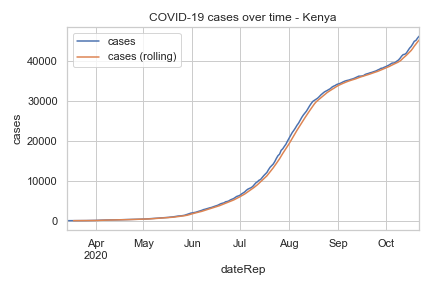 COVID-19 cases over time - Kenya
cases
cases (rolling)
40000
30000
20000
10000
0
cases
Apr May Jun Jul Aug Sep Oct
2020
dateRep